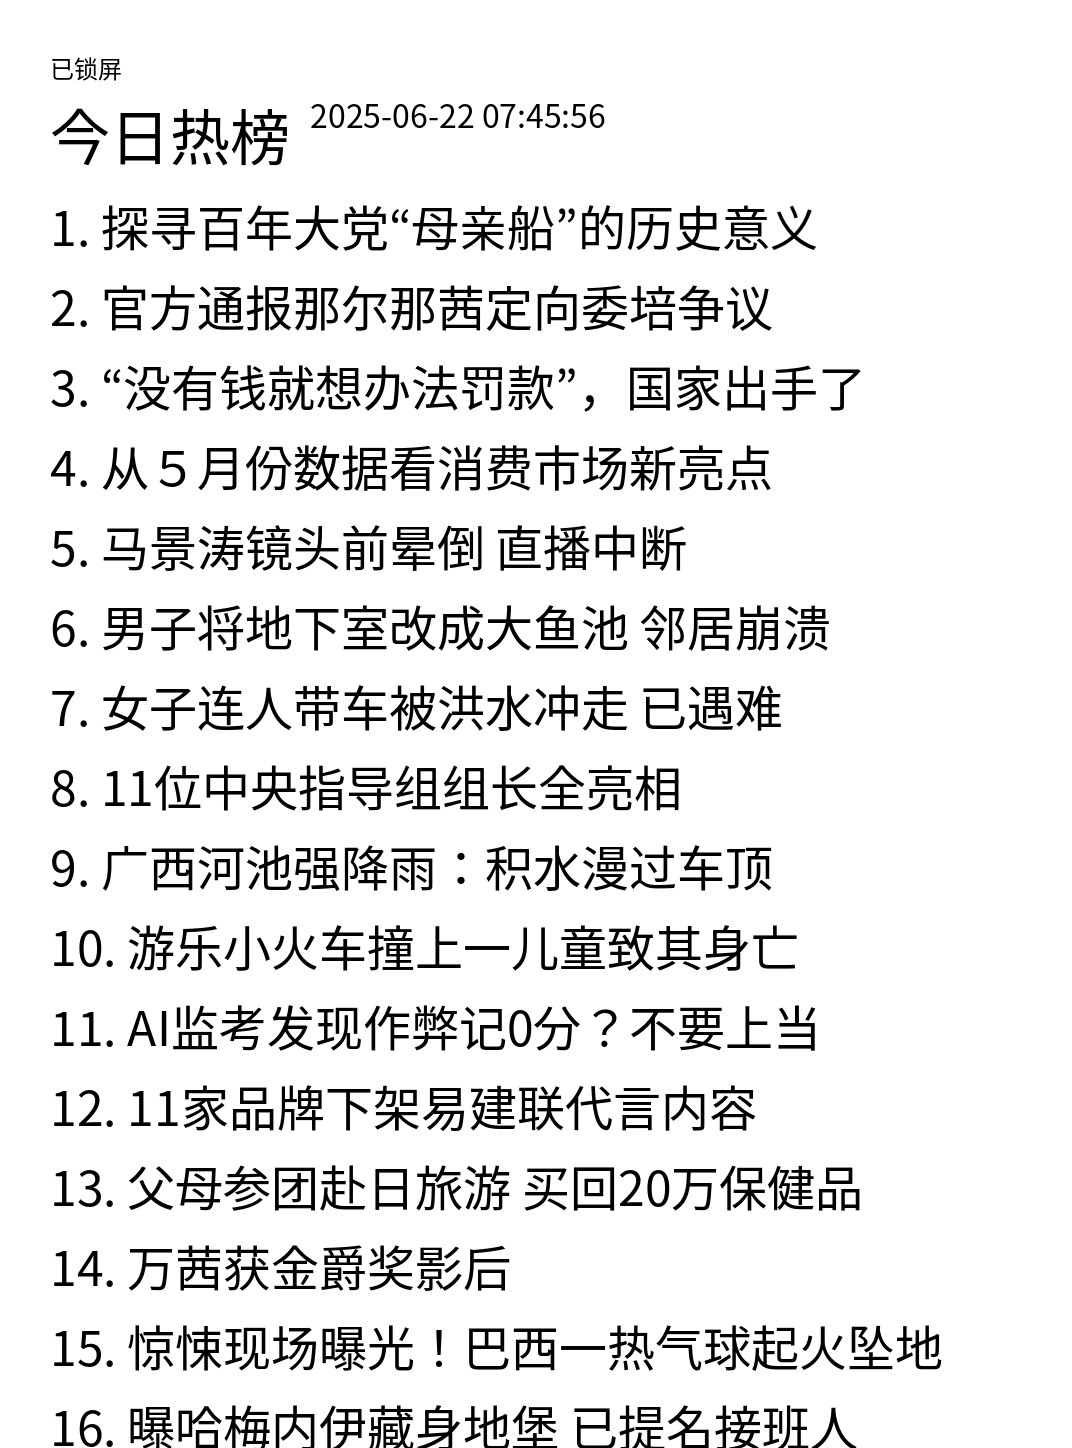 已锁屏
今日热榜 2025-06-22 07:45:56
1. 探寻百年大党“母亲船”的历史意义
2. 官方通报那尔那茜定向委培争议
3. “没有钱就想办法罚款”，国家出手了
4. 从５月份数据看消费市场新亮点
5. 马景涛镜头前晕倒 直播中断
6. 男子将地下室改成大鱼池 邻居崩溃
7. 女子连人带车被洪水冲走 已遇难
8. 11位中央指导组组长全亮相
9. 广西河池强降雨：积水漫过车顶
10. 游乐小火车撞上一儿童致其身亡
11. AI监考发现作弊记0分？不要上当
12. 11家品牌下架易建联代言内容
13. 父母参团赴日旅游 买回20万保健品
14. 万茜获金爵奖影后
15. 惊悚现场曝光！巴西一热气球起火坠地
16. 曝哈梅内伊藏身地堡 已提名接班人